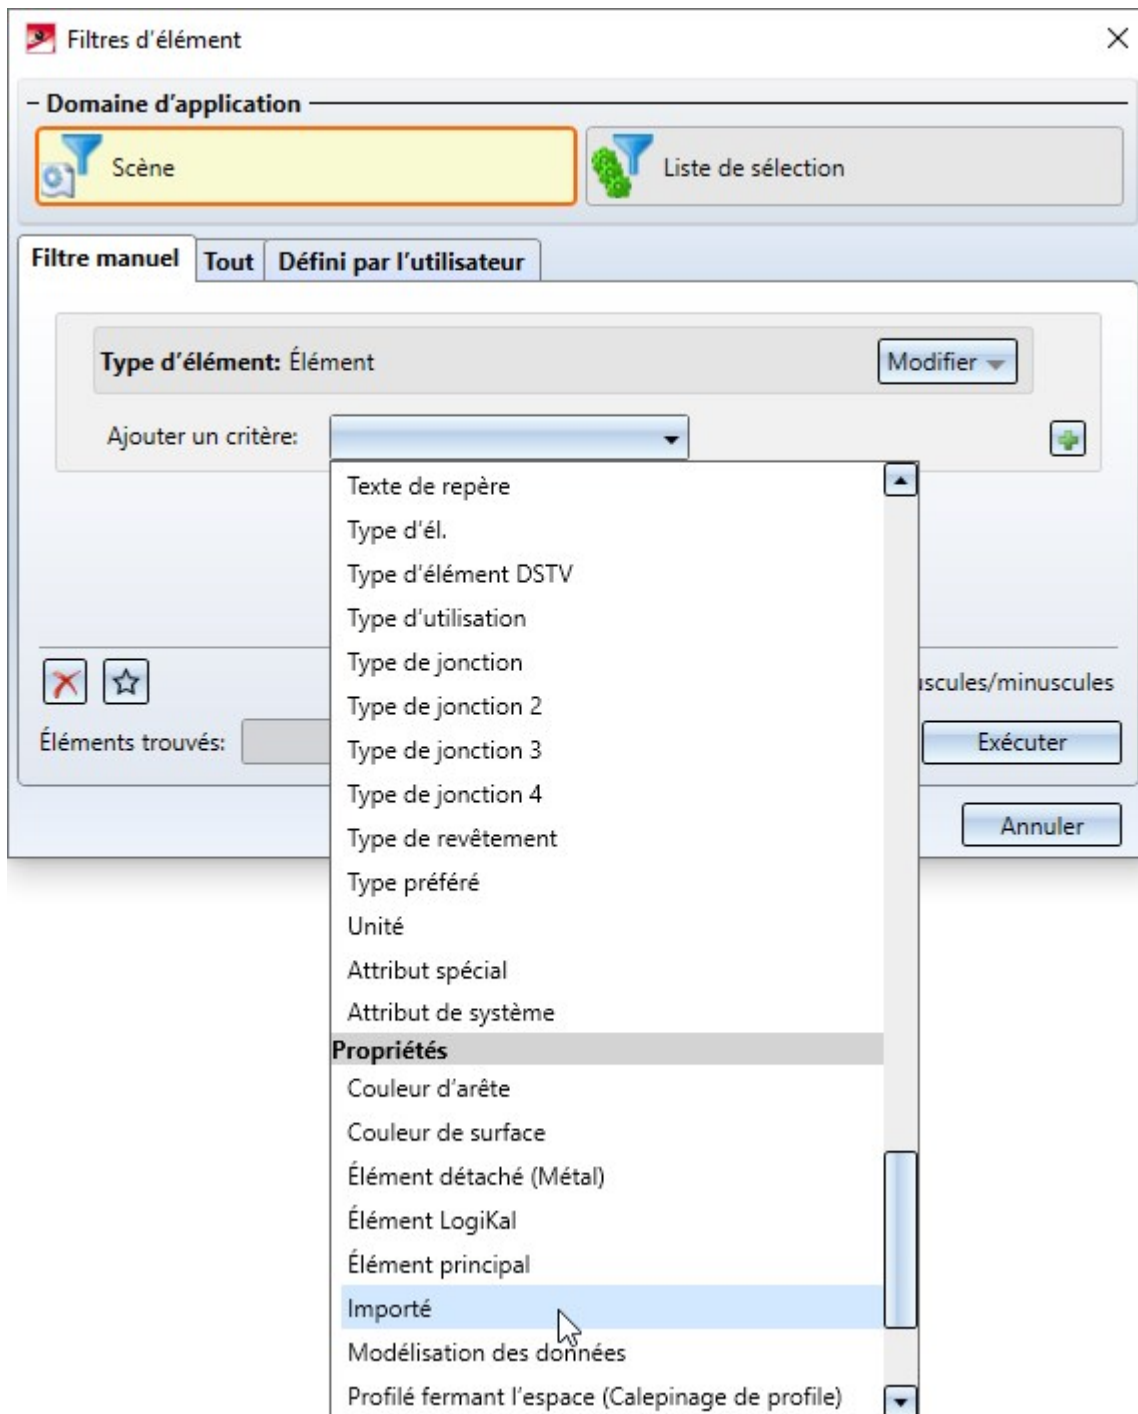 Filtres d'élément
Domaine d'application
Scène
Liste de sélection
Filtre manuel Tout Défini par l'utilisateur
Type d'élément: Élément Modifier
Ajouter un critère:
Texte de repère
Type d'él.
Type d'élément DSTV
Type d'utilisation
Type de jonction
/minuscules
Type de jonction 2
Éléments trouvés:
Type de jonction 3
Exécuter
Type de jonction 4
Annuler
Type de revêtement
Type préféré
Unité
Attribut spécial
Attribut de système
Propriétés
Couleur d'arête
Couleur de surface
Élément détaché (Métal)
Élément LogiKal
Élément principal
Importé
Modélisation des données
Profilé fermant l'espace (Calepinage de profile)